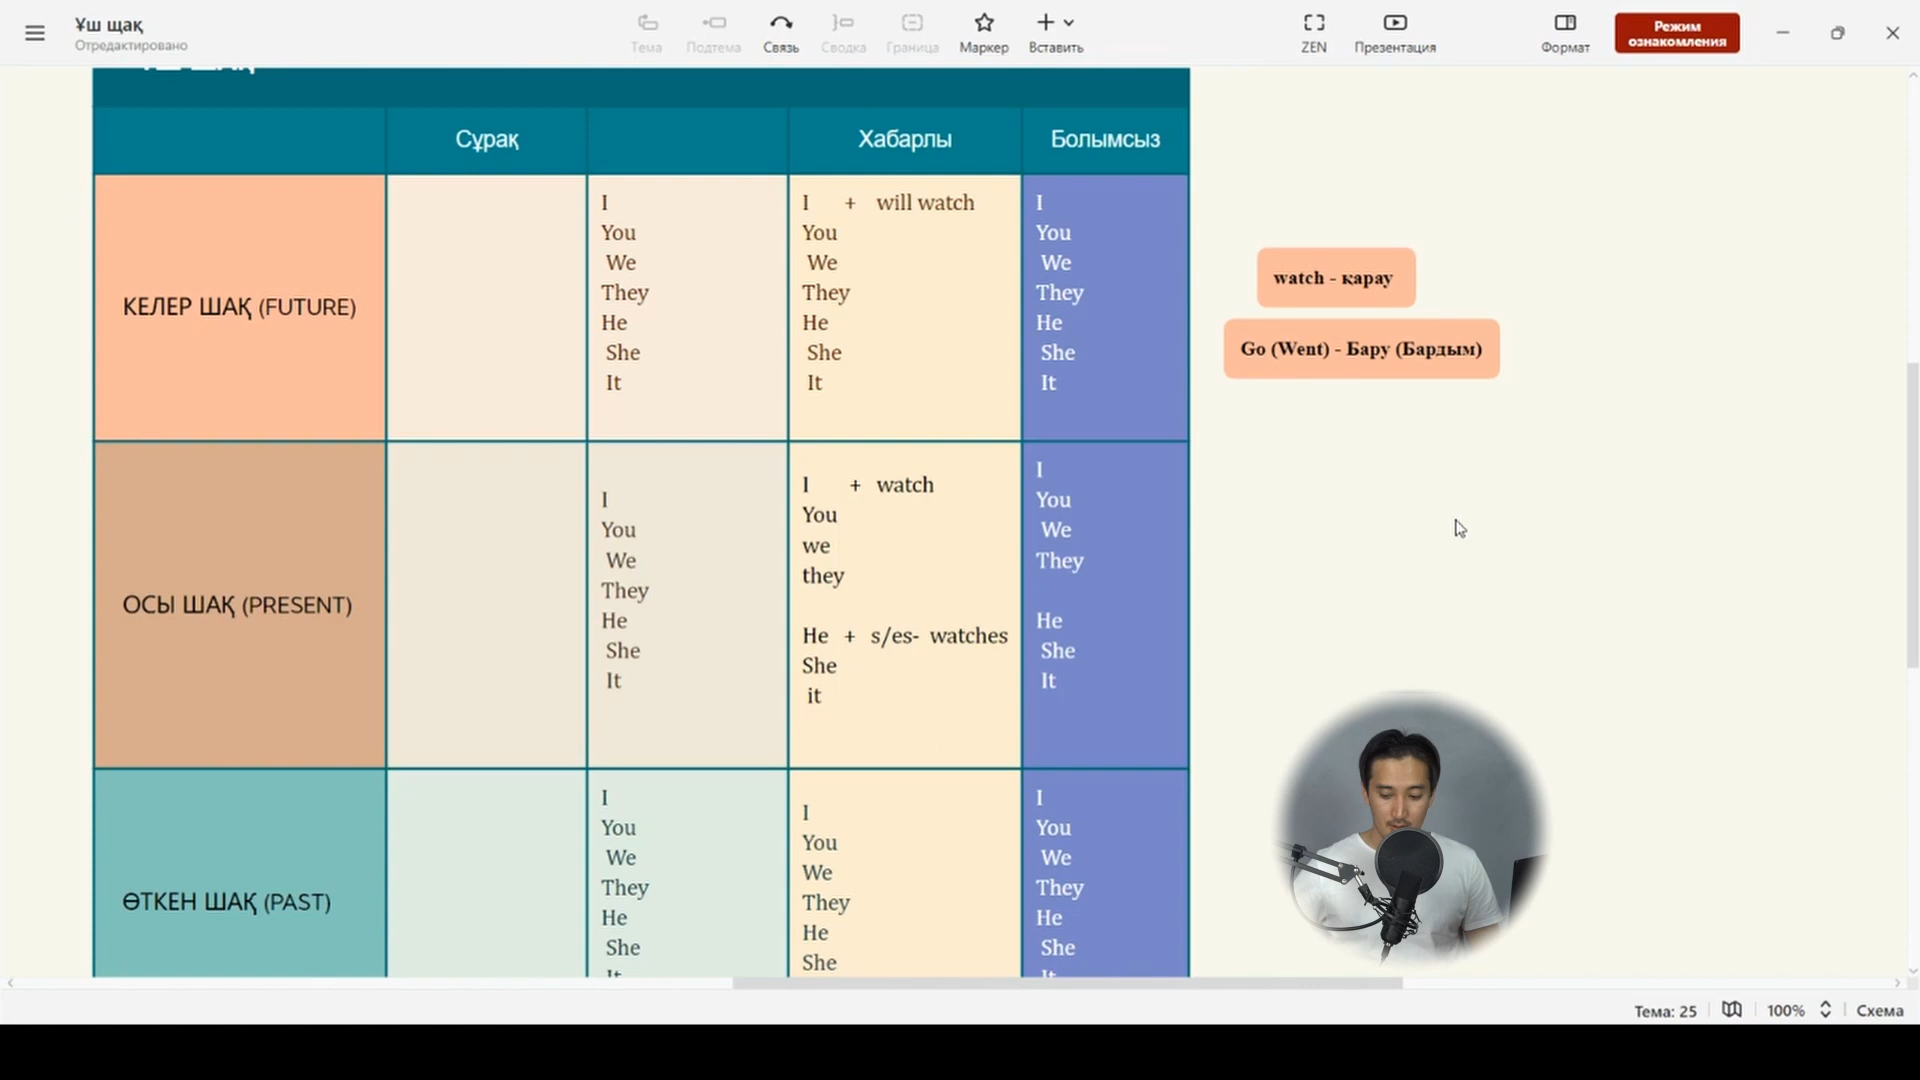 Ұш щақ
Отредактировано
Тема
Подтема
Связь
Сводка
Граница
Маркер
Вставить
ZEN
Презентация
Формат
Режим
ознакомления
Сұрақ
Хабарлы
Болымсыз
КЕЛЕР ШАҚ (FUTURE)
I
You
We
They
He
She
It
I + will watch
You
We
They
He
She
It
I
You
We
They
He
She
It
ОСЫ ШАҚ (PRESENT)
I
You
We
They
He
She
It
I + watch
You
we
they
He + s/es- watches
She
it
I
You
We
They
He
She
It
ӨТКЕН ШАҚ (PAST)
I
You
We
They
He
She
It
I
You
We
They
He
She
I
You
We
They
He
She
It
watch - қарау
Go (Went) - Бару (Бардым)
Тема: 25
100%
Схема